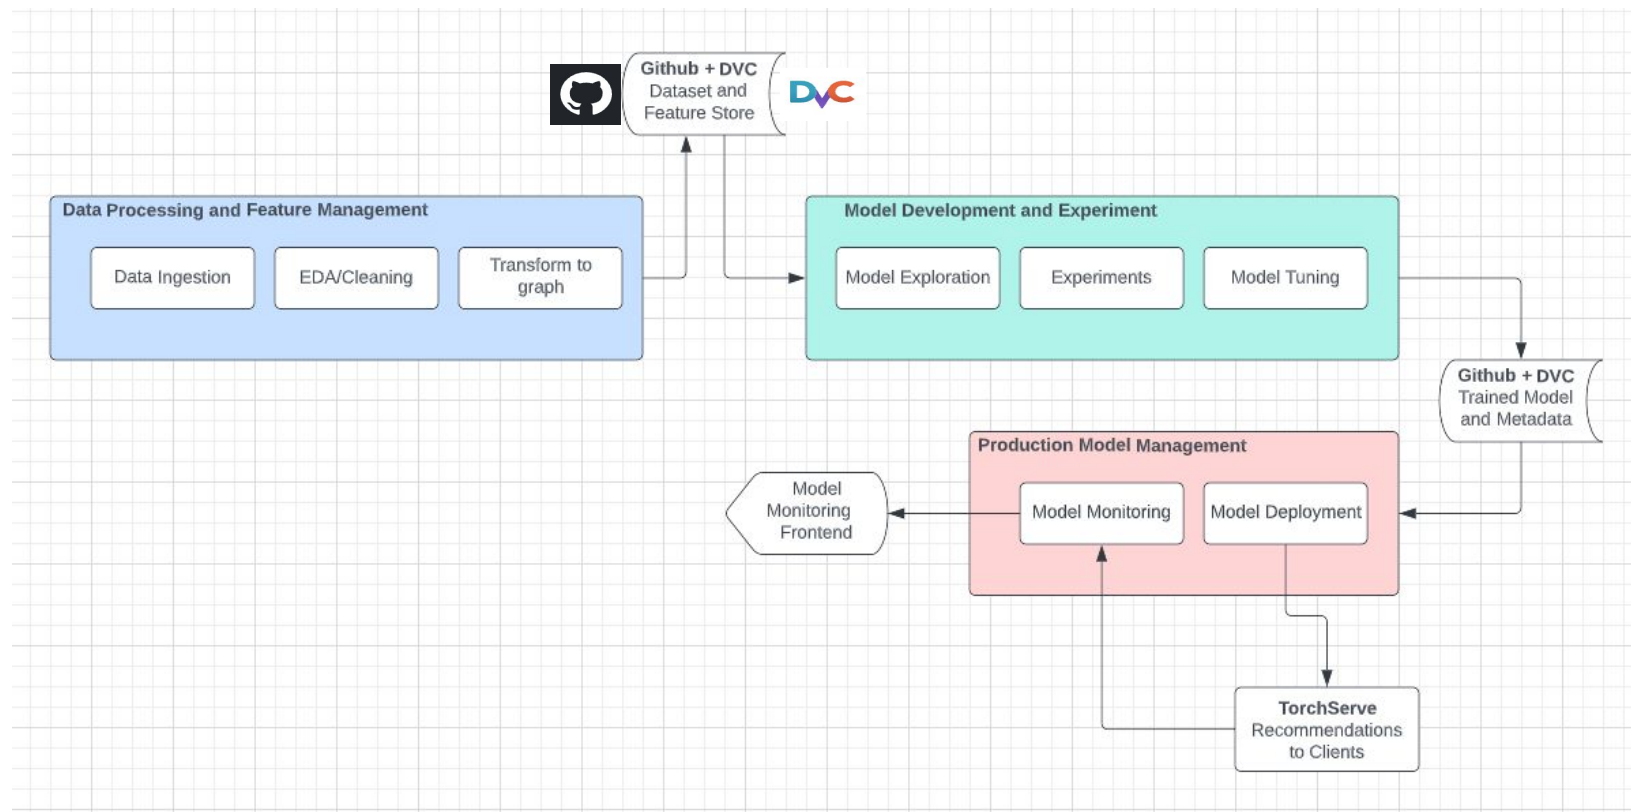 Github + DVC
Dataset and
Feature Store
DVC
Data Processing and Feature Management
Data Ingestion
EDA/Cleaning
Transform to
graph
Model Development and Experiment
Model Exploration
Experiments
Model Tuning
Github + DVC
Trained Model
and Metadata
Production Model Management
Model Monitoring
Model Deployment
Model
Monitoring
Frontend
TorchServe
Recommendations
to Clients